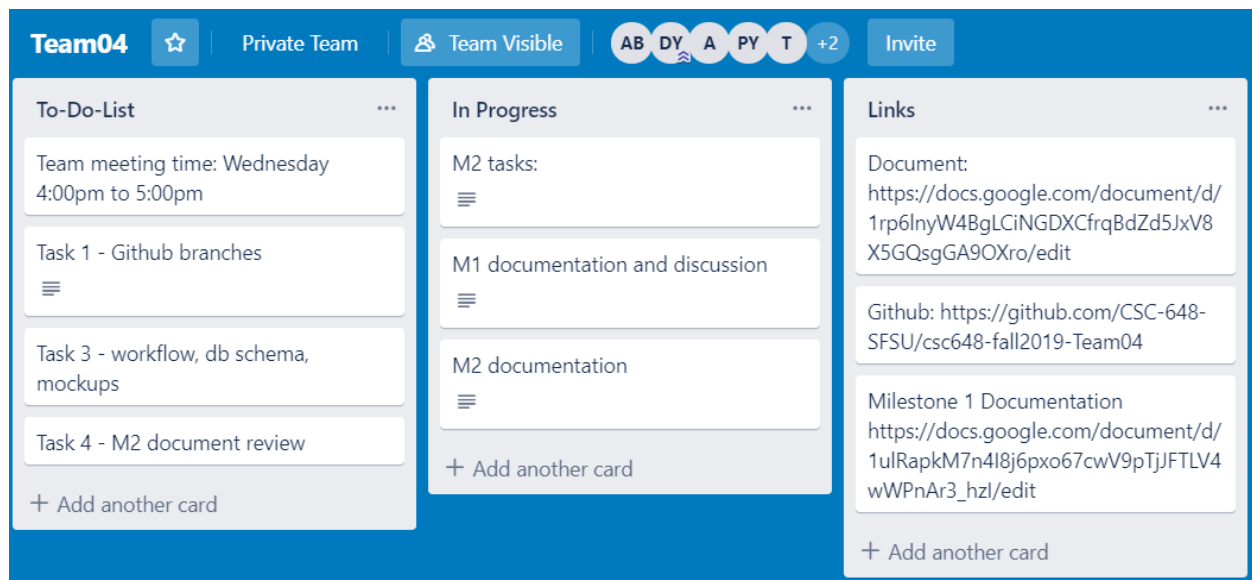 Team04 Private Team Team Visible AB DY A PY T +2 Invite
To-Do-List
Team meeting time: Wednesday
4:00pm to 5:00pm
Task 1 - Github branches
Task 3 - workflow, db schema,
mockups
Task 4 - M2 document review
+ Add another card
In Progress
M2 tasks:
M1 documentation and discussion
M2 documentation
+ Add another card
Links
Document:
https://docs.google.com/document/d/
1rp6lnyW4BgLCiNGDXCfrqBdZd5JxV8
X5GQsgGA9OXro/edit
Github: https://github.com/CSC-648-
SFSU/csc648-fall2019-Team04
Milestone 1 Documentation
https://docs.google.com/document/d/
1ulRapkM7n4I8j6pxo67cwV9pTjJFTLV4
wWPnAr3_hzI/edit
+ Add another card